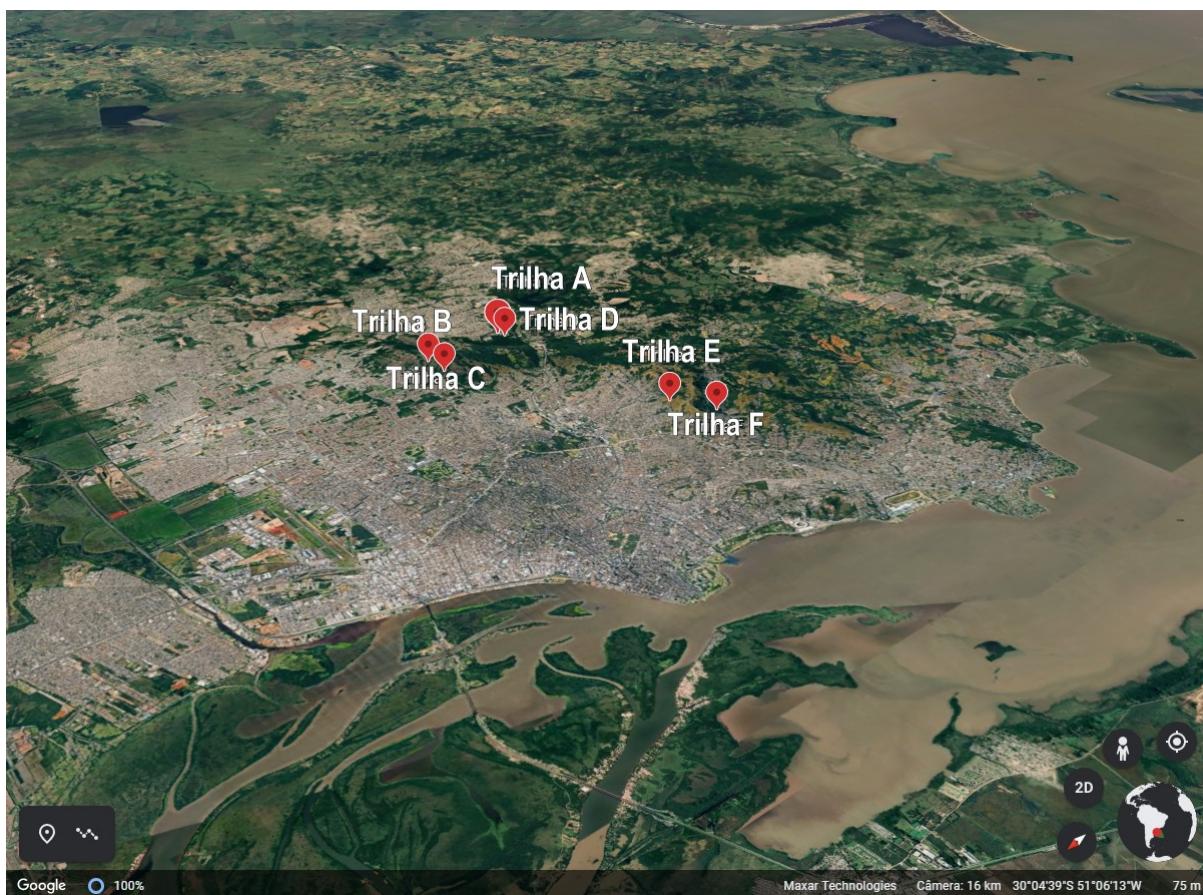 Trilha A
Trilha B
Trilha D
Trilha E
Trilha C
Trilha F
2D
Google
100%
Maxar Technologies
Câmera: 16 km
30°04'39"S 51°06'13"W
75 m